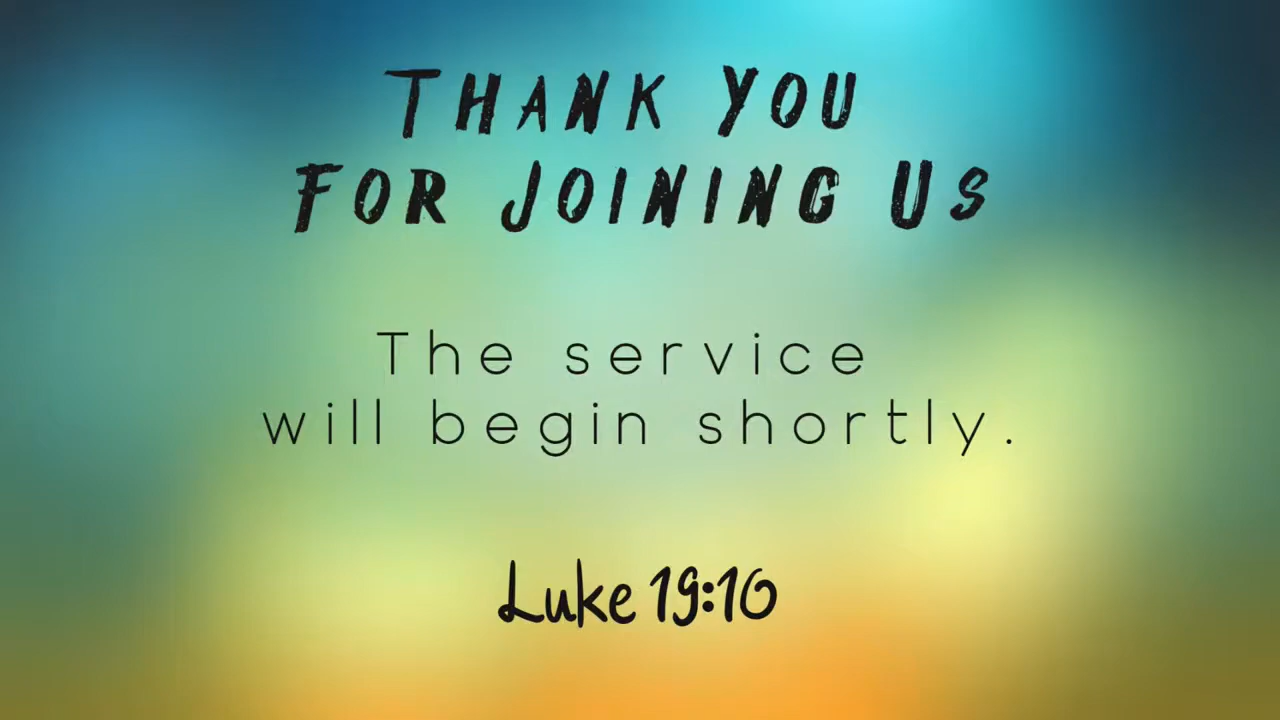 Thank You
For Joining Us
The service
will begin shortly.
Luke 19:10